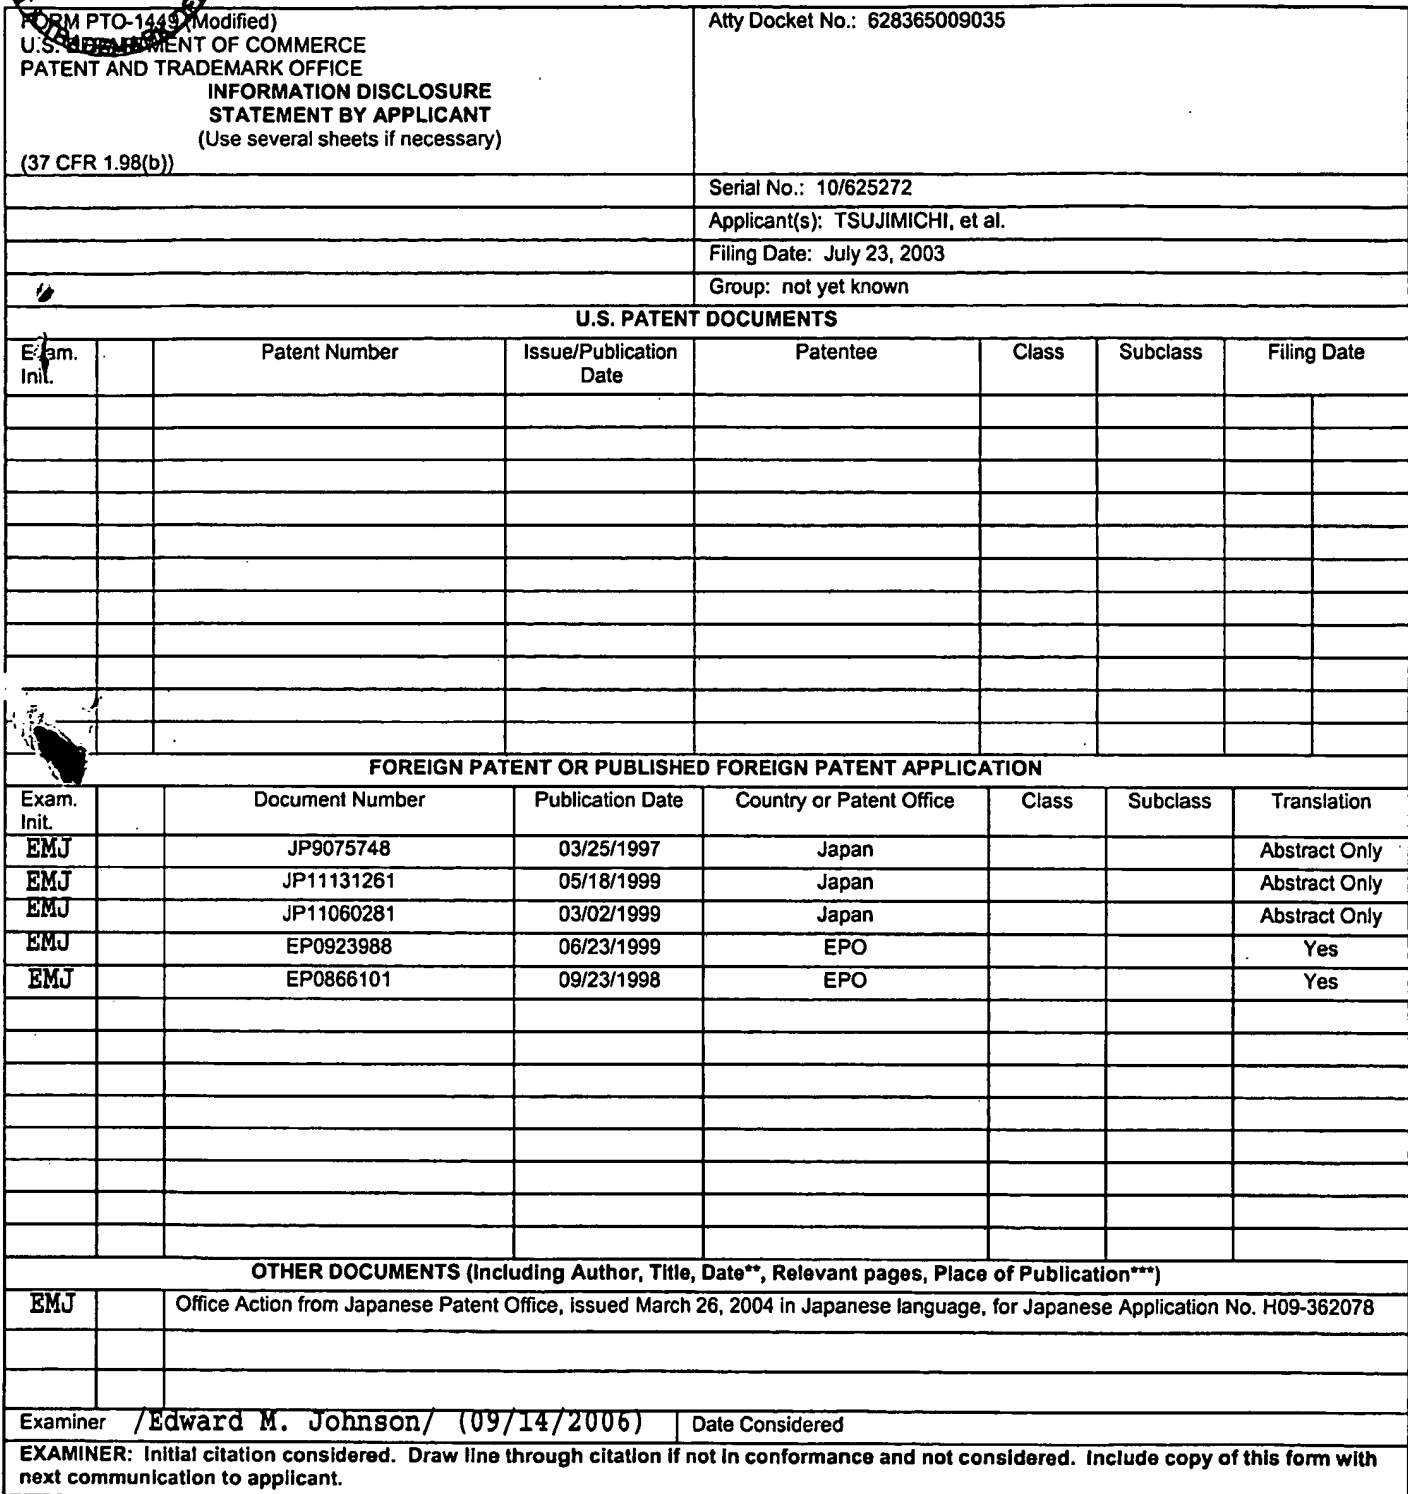 FORM PTO-1449 (Modified)
U.S. DEPARTMENT OF COMMERCE
PATENT AND TRADEMARK OFFICE
INFORMATION DISCLOSURE
STATEMENT BY APPLICANT
(Use several sheets if necessary)
(37 CFR 1.98(b))
Atty Docket No.: 628365009035
Serial No.: 10/625272
Applicant(s): TSUJIMICHI, et al.
Filing Date: July 23, 2003
Group: not yet known
U.S. PATENT DOCUMENTS
Exam. Init. Patent Number Issue/Publication Date Patentee Class Subclass Filing Date
FOREIGN PATENT OR PUBLISHED FOREIGN PATENT APPLICATION
Exam. Init. Document Number Publication Date Country or Patent Office Class Subclass Translation
EMJ JP9075748 03/25/1997 Japan Abstract Only
EMJ JP11131261 05/18/1999 Japan Abstract Only
EMJ JP11060281 03/02/1999 Japan Abstract Only
EMJ EP0923988 06/23/1999 EPO Yes
EMJ EP0866101 09/23/1998 EPO Yes
OTHER DOCUMENTS (Including Author, Title, Date**, Relevant pages, Place of Publication***)
EMJ Office Action from Japanese Patent Office, issued March 26, 2004 in Japanese language, for Japanese Application No. H09-362078
Examiner /Edward M. Johnson/ (09/14/2006) Date Considered
EXAMINER: Initial citation considered. Draw line through citation if not in conformance and not considered. Include copy of this form with
next communication to applicant.